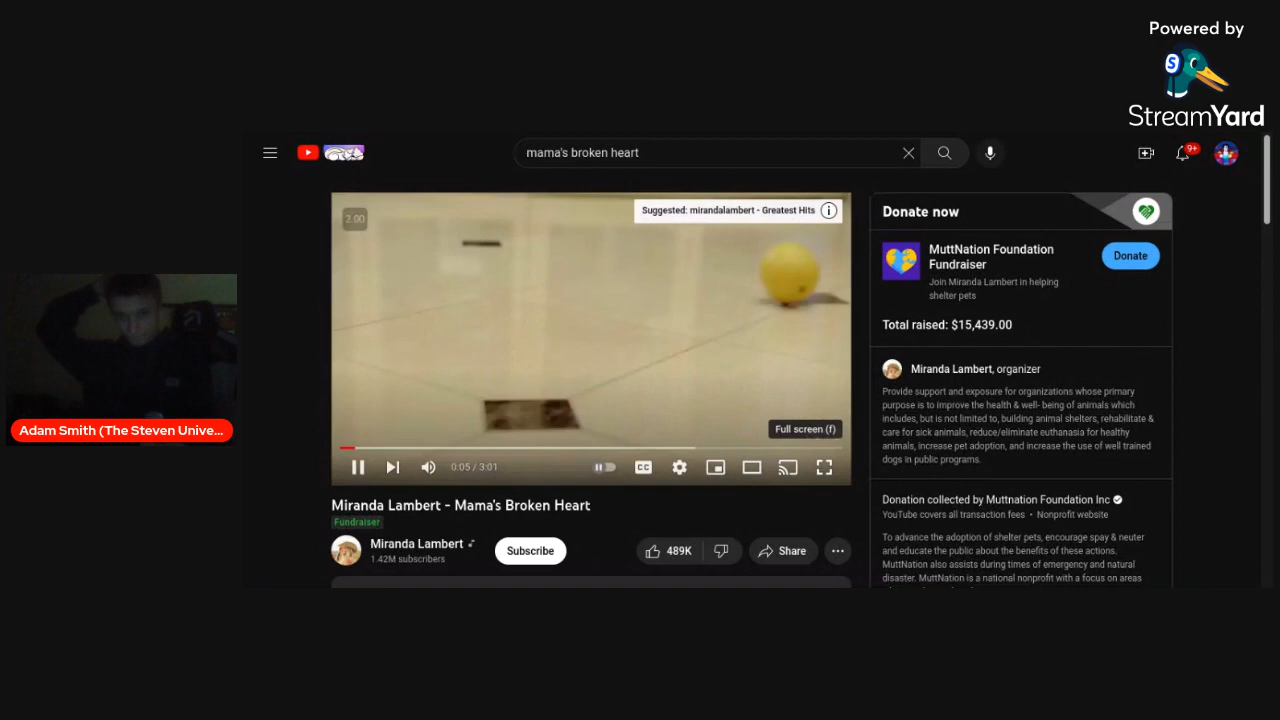 Powered by
StreamYard
mama's broken heart
9+
2.00
Suggested: mirandalambert - Greatest Hits
Full screen (f)
0:05 / 3:01
CC
Miranda Lambert - Mama's Broken Heart
Fundraiser
Miranda Lambert
1.42M subscribers
Subscribe
489K
Share
Donate now
MuttNation Foundation
Fundraiser
Donate
Join Miranda Lambert in helping
shelter pets
Total raised: $15,439.00
Miranda Lambert, organizer
Provide support and exposure for organizations whose primary
purpose is to improve the health & well- being of animals which
includes, but is not limited to, building animal shelters, rehabilitate &
care for sick animals, reduce/eliminate euthanasia for healthy
animals, increase pet adoption, and increase the use of well trained
dogs in public programs.
Donation collected by Muttnation Foundation Inc
YouTube covers all transaction fees • Nonprofit website
To advance the adoption of shelter pets, encourage spay & neuter
and educate the public about the benefits of these actions.
MuttNation also assists during times of emergency and natural
disaster. MuttNation is a national nonprofit with a focus on areas
Adam Smith (The Steven Unive...